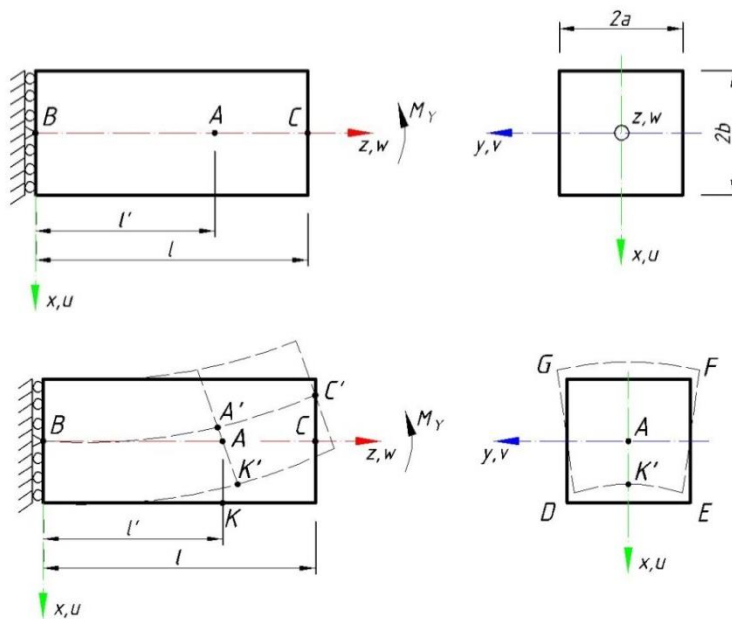 2a
B
A
C
M_Y
z,w
z,w
y,v
2b
l'
l
x,u
x,u
G
F
C'
A'
B
A
C
M_Y
z,w
A
y,v
K'
K'
K
D
E
l'
l
x,u
x,u